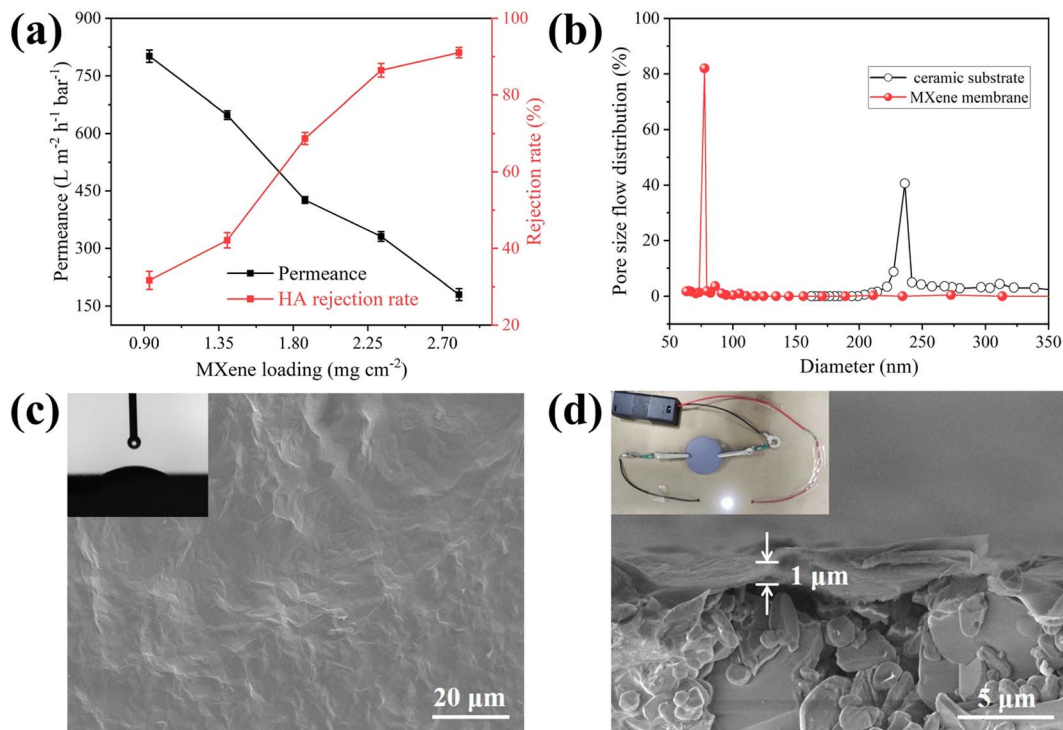 (a)
900
750
600
450
300
150
Permeance (L m⁻² h⁻¹ bar⁻¹)
100
80
60
40
20
Rejection rate (%)
Permeance
HA rejection rate
0.90 1.35 1.80 2.25 2.70
MXene loading (mg cm⁻²)
(b)
100
80
60
40
20
0
Pore size flow distribution (%)
ceramic substrate
MXene membrane
50 100 150 200 250 300 350
Diameter (nm)
(c)
20 μm
(d)
1 μm
5 μm